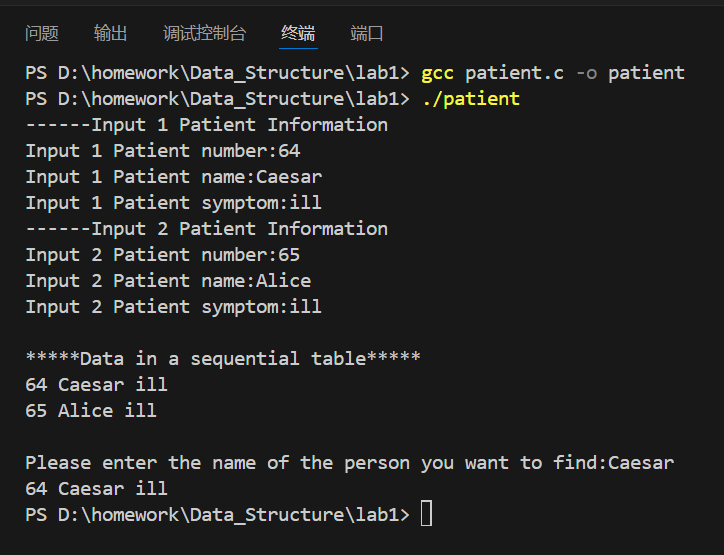 问题 输出 调试控制台 终端 端口
PS D:\homework\Data_Structure\lab1> gcc patient.c -o patient
PS D:\homework\Data_Structure\lab1> ./patient
------Input 1 Patient Information
Input 1 Patient number:64
Input 1 Patient name:Caesar
Input 1 Patient symptom:ill
------Input 2 Patient Information
Input 2 Patient number:65
Input 2 Patient name:Alice
Input 2 Patient symptom:ill
*****Data in a sequential table*****
64 Caesar ill
65 Alice ill
Please enter the name of the person you want to find:Caesar
64 Caesar ill
PS D:\homework\Data_Structure\lab1>